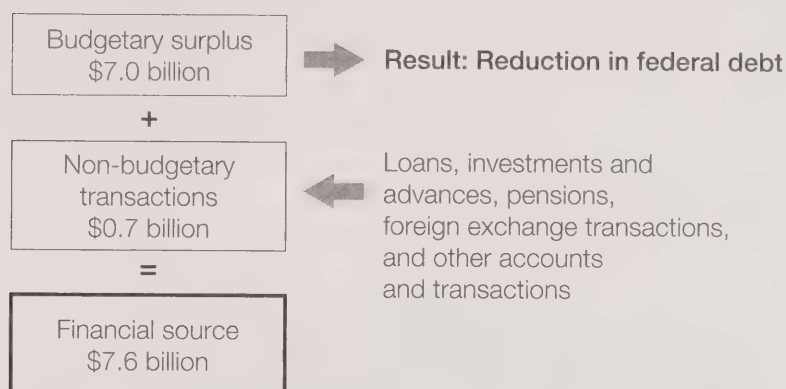 Budgetary surplus
$7.0 billion
Result: Reduction in federal debt
+
Non-budgetary
transactions
$0.7 billion
Loans, investments and
advances, pensions,
foreign exchange transactions,
and other accounts
and transactions
=
Financial source
$7.6 billion